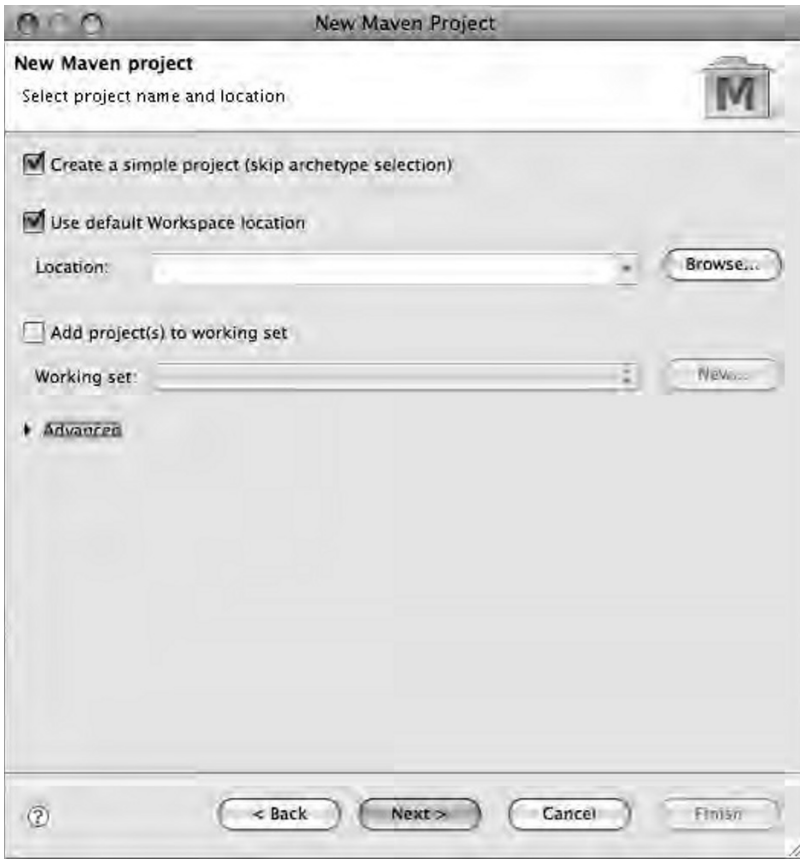 New Maven Project
New Maven project
Select project name and location
M
Create a simple project (skip archetype selection)
Use default Workspace location
Location:
Browse...
Add project(s) to working set
Working set:
New...
Advanced
?
< Back
Next >
Cancel
Finish